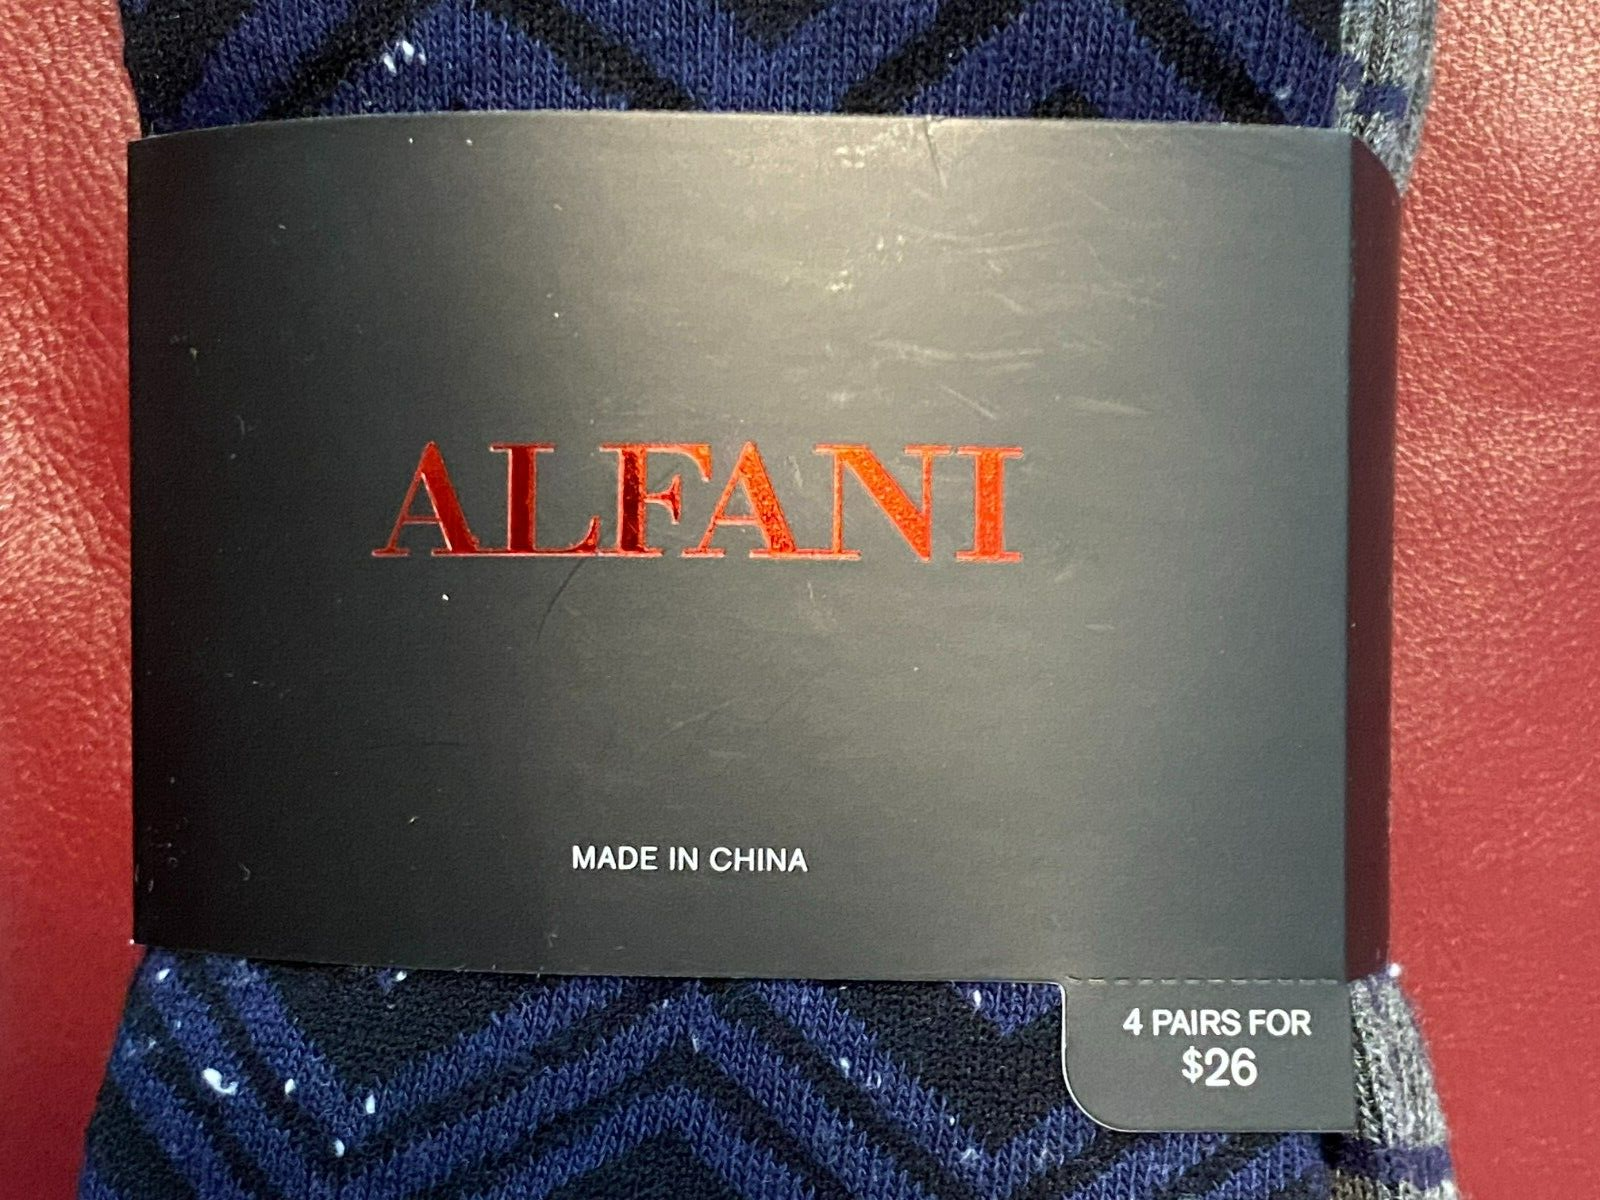 ALFANI
MADE IN CHINA
4 PAIRS FOR
$26